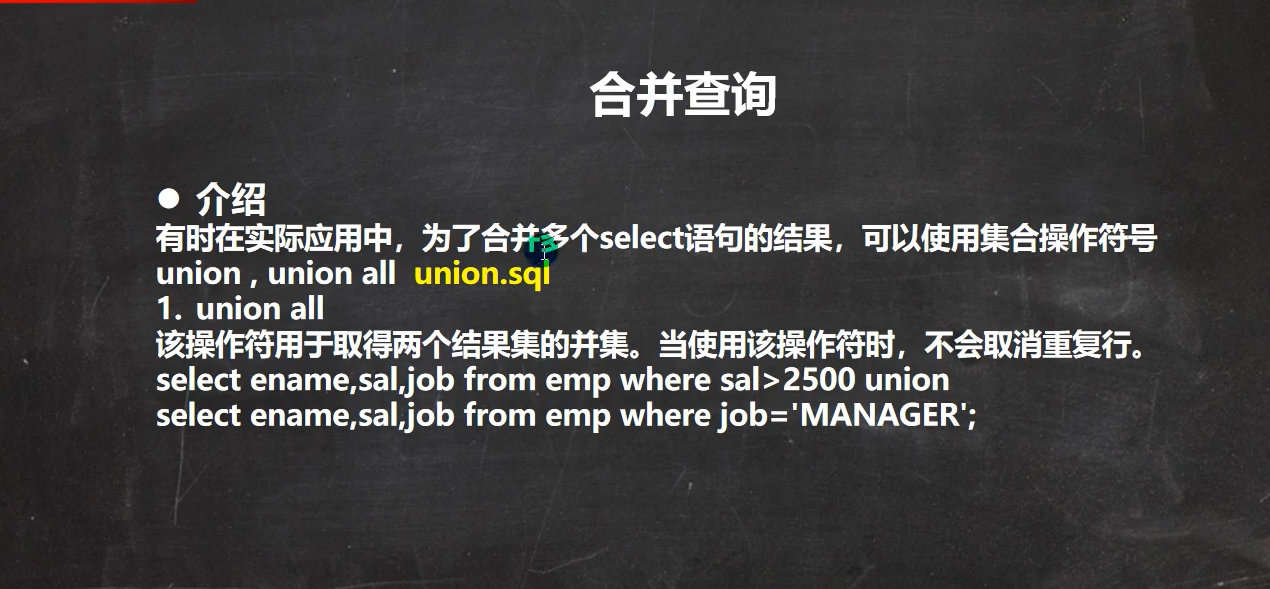 合并查询
● 介绍
有时在实际应用中，为了合并多个select语句的结果，可以使用集合操作符号
union , union all union.sql
1. union all
该操作符用于取得两个结果集的并集。当使用该操作符时，不会取消重复行。
select ename,sal,job from emp where sal>2500 union
select ename,sal,job from emp where job='MANAGER';